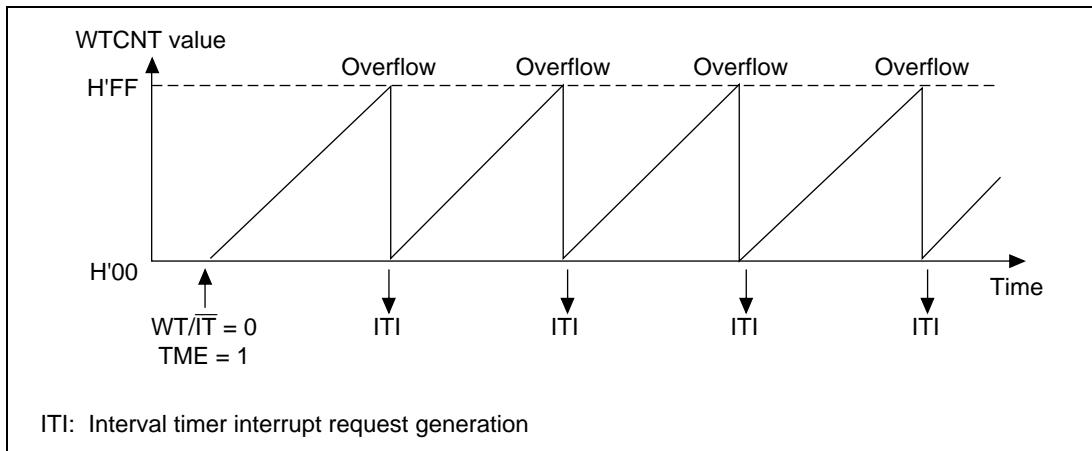 WTCNT value
Overflow Overflow Overflow Overflow
H'FF
H'00
Time
WT/I̅T̅ = 0
TME = 1
ITI ITI ITI ITI
ITI: Interval timer interrupt request generation